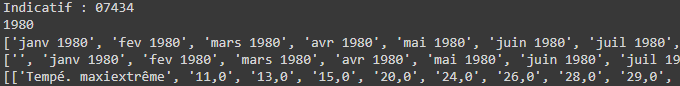 Indicatif : 07434
1980
['janv 1980', 'fev 1980', 'mars 1980', 'avr 1980', 'mai 1980', 'juin 1980', 'juil 1980',
['', 'janv 1980', 'fev 1980', 'mars 1980', 'avr 1980', 'mai 1980', 'juin 1980', 'juil 19
[['Tempé. maxiextrême', '11,0', '13,0', '15,0', '20,0', '24,0', '26,0', '28,0', '29,0',